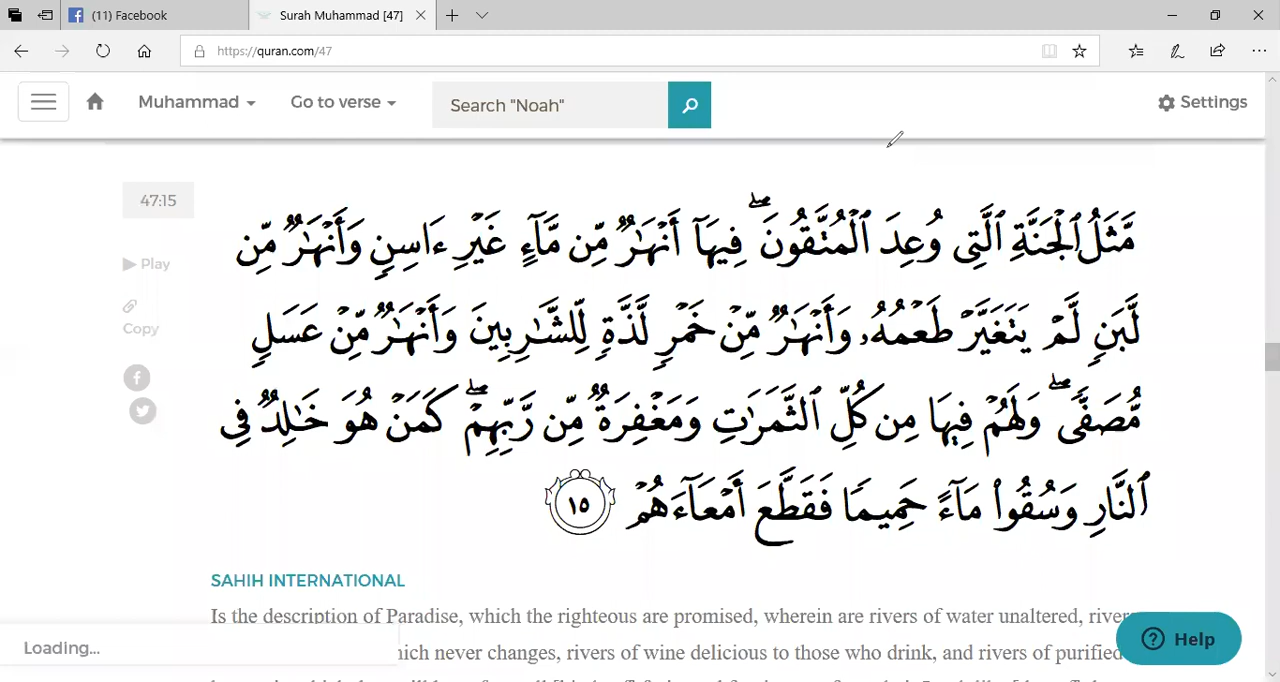 (11) Facebook
Surah Muhammad [47]
https://quran.com/47
Muhammad
Go to verse
Search "Noah"
Settings
47:15
Play
Copy
مَّثَلُ ٱلْجَنَّةِ ٱلَّتِى وُعِدَ ٱلْمُتَّقُونَ ۖ فِيهَآ أَنْهَـٰرٌ مِّن مَّآءٍ غَيْرِ ءَاسِنٍ وَأَنْهَـٰرٌ مِّن
لَّبَنٍ لَّمْ يَتَغَيَّرْ طَعْمُهُۥ وَأَنْهَـٰرٌ مِّنْ خَمْرٍ لَّذَّةٍ لِّلشَّـٰرِبِينَ وَأَنْهَـٰرٌ مِّنْ عَسَلٍ
مُّصَفًّى ۖ وَلَهُمْ فِيهَا مِن كُلِّ ٱلثَّمَرَٰتِ وَمَغْفِرَةٌ مِّن رَّبِّهِمْ ۖ كَمَنْ هُوَ خَـٰلِدٌ فِى
ٱلنَّارِ وَسُقُوا۟ مَآءً حَمِيمًا فَقَطَّعَ أَمْعَآءَهُمْ ١٥
SAHIH INTERNATIONAL
Is the description of Paradise, which the righteous are promised, wherein are rivers of water unaltered,
never changes, rivers of wine delicious to those who drink, and rivers of purified
Loading...
Help